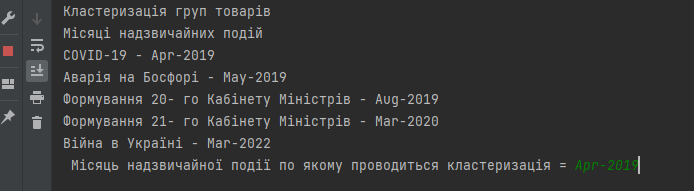 Кластеризація груп товарів
Місяці надзвичайних подій
COVID-19 - Apr-2019
Аварія на Босфорі - May-2019
Формування 20- го Кабінету Міністрів - Aug-2019
Формування 21- го Кабінету Міністрів - Mar-2020
Війна в Україні - Mar-2022
Місяць надзвичайної події по якому проводиться кластеризація = Apr-2019